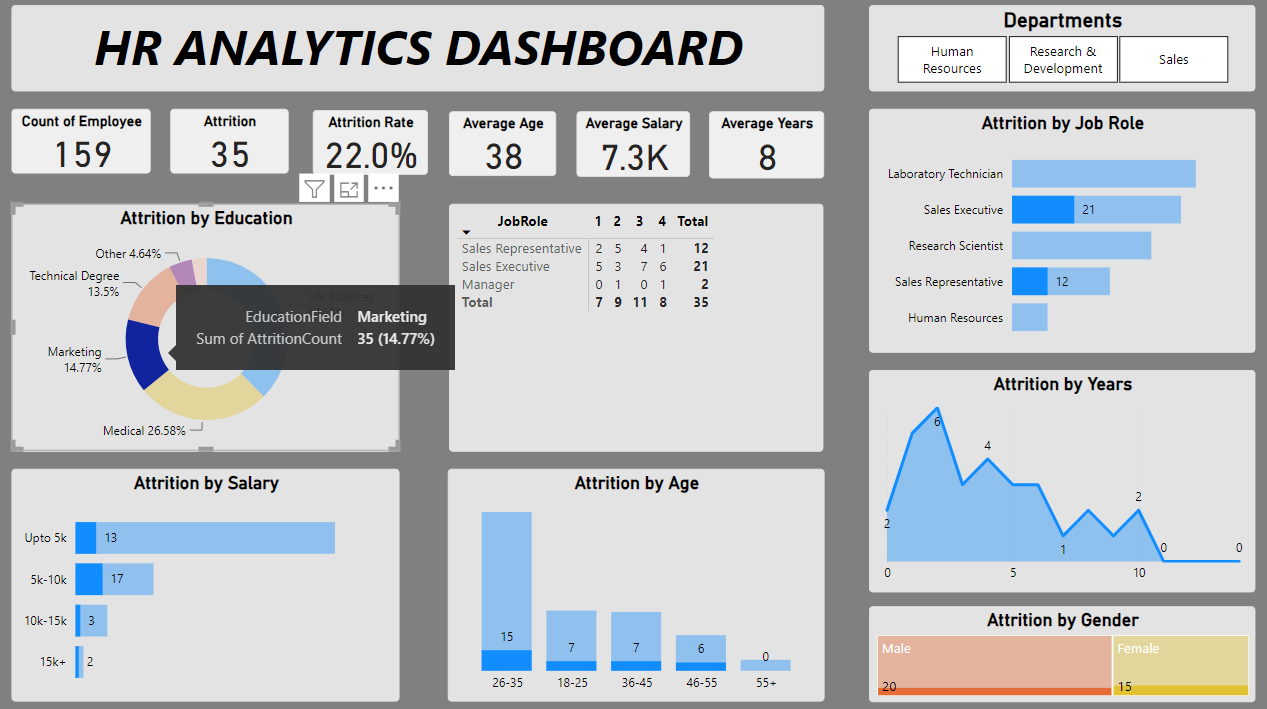 HR ANALYTICS DASHBOARD
Departments
Human
Resources
Research &
Development
Sales
Count of Employee
159
Attrition
35
Attrition Rate
22.0%
Average Age
38
Average Salary
7.3K
Average Years
8
Attrition by Education
Other 4.64%
Technical Degree
13.5%
Life Sciences
Marketing
14.77%
Medical 26.58%
EducationField Marketing
Sum of AttritionCount 35 (14.77%)
JobRole 1 2 3 4 Total
Sales Representative 2 5 4 1 12
Sales Executive 5 3 7 6 21
Manager 0 1 0 1 2
Total 7 9 11 8 35
Attrition by Job Role
Laboratory Technician
Sales Executive 21
Research Scientist
Sales Representative 12
Human Resources
Attrition by Years
6
4
2
2
1
0
0
0 5 10
Attrition by Salary
Upto 5k 13
5k-10k 17
10k-15k 3
15k+ 2
Attrition by Age
15 7 7 6 0
26-35 18-25 36-45 46-55 55+
Attrition by Gender
Male Female
20 15